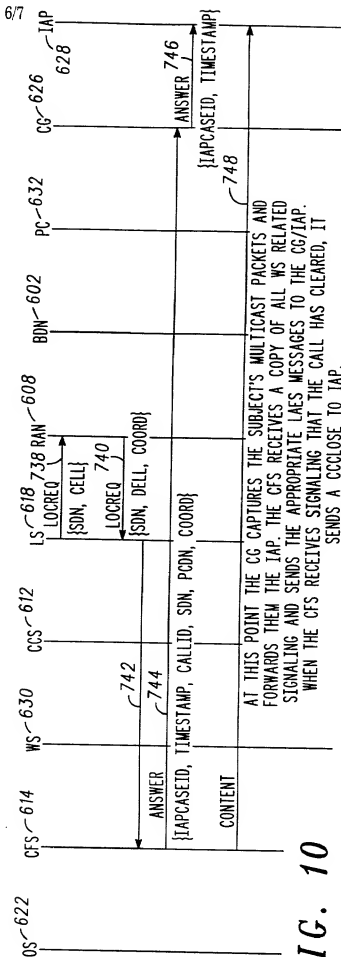 6/7
OS 622
CFS 614
WS 630
CCS 612
LS 618
RAN 608
BDN 602
PC 632
CG 626
IAP 628
LOCREQ 738
{SDN, CELL}
LOCREQ 740
{SDN, DELL, COORD}
742
744
ANSWER
{IAPCASEID, TIMESTAMP, CALLID, SDN, PCDN, COORD}
ANSWER 746
{IAPCASEID, TIMESTAMP}
CONTENT
748
AT THIS POINT THE CG CAPTURES THE SUBJECT'S MULTICAST PACKETS AND
FORWARDS THEM THE IAP. THE CFS RECEIVES A COPY OF ALL WS RELATED
SIGNALING AND SENDS THE APPROPRIATE LAES MESSAGES TO THE CG/IAP.
WHEN THE CFS RECEIVES SIGNALING THAT THE CALL HAS CLEARED, IT
SENDS A CCCLOSE TO IAP.
IG. 10